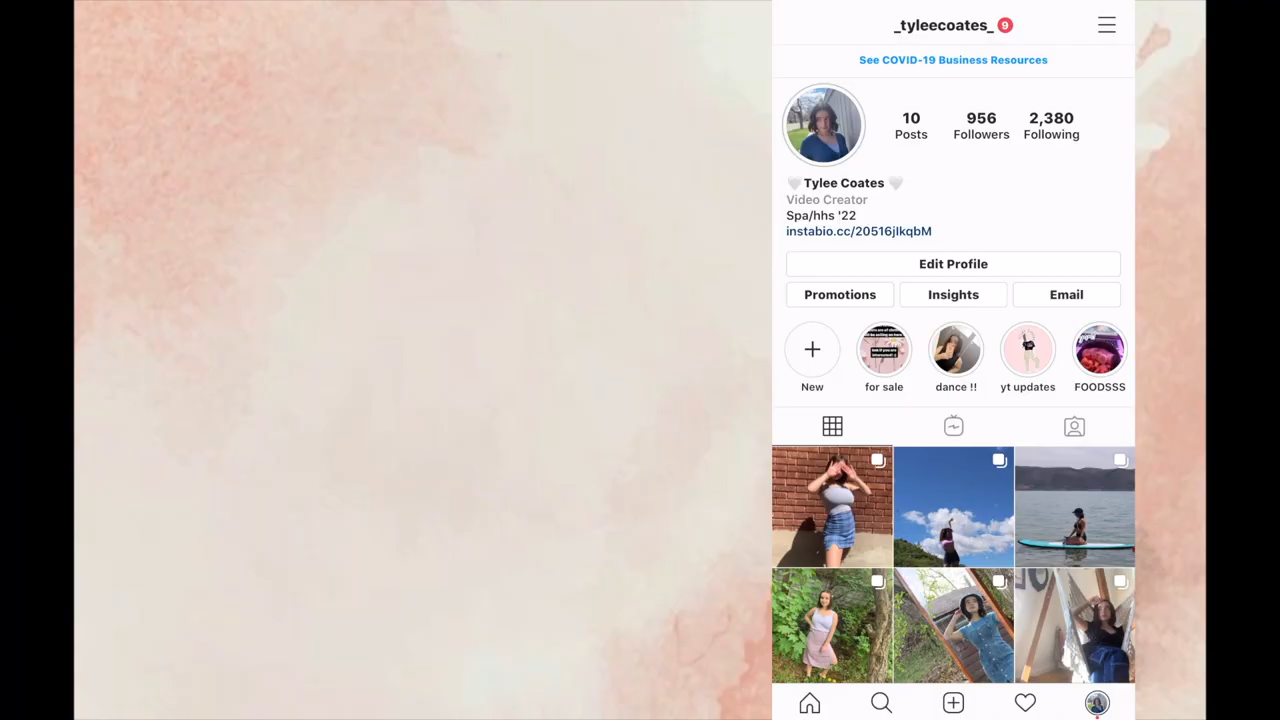 _tyleecoates_ 9
See COVID-19 Business Resources
10 956 2,380
Posts Followers Following
🤍Tylee Coates 🤍
Video Creator
Spa/hhs '22
instabio.cc/20516jIkqbM
Edit Profile
Promotions Insights Email
New for sale dance !! yt updates FOODSSS